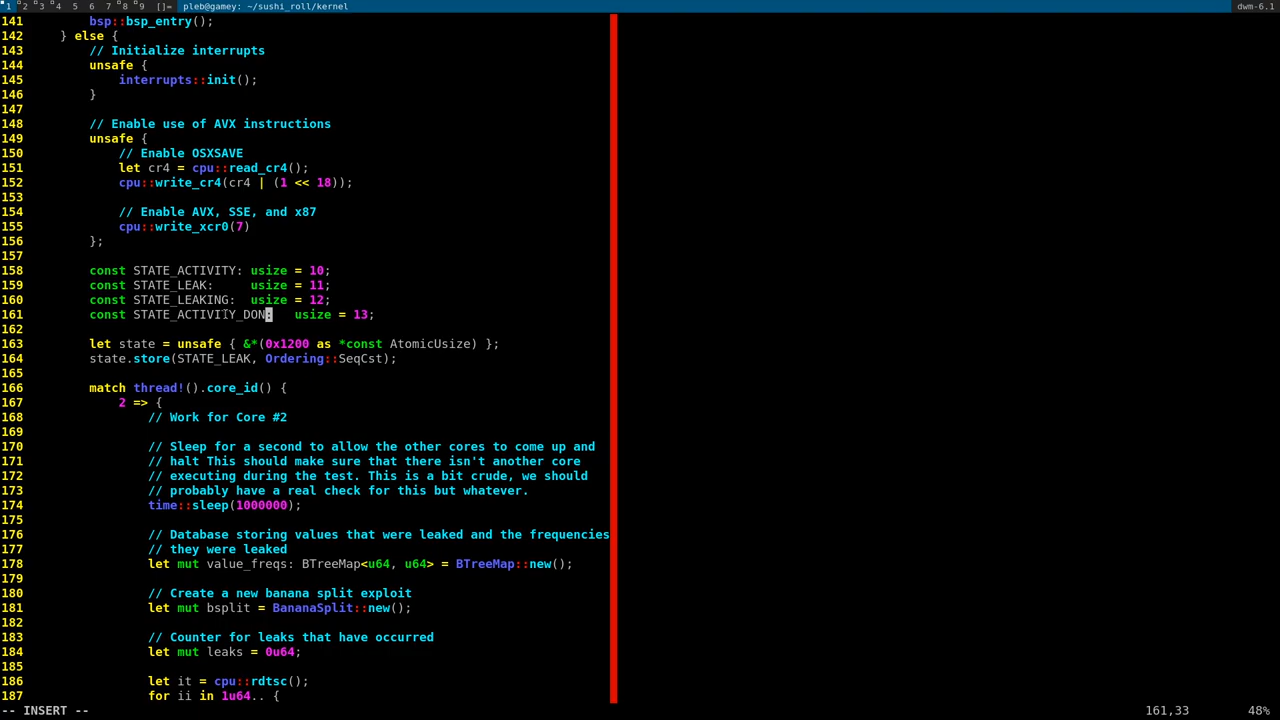 1 2 3 4 5 6 7 8 9 []= pleb@gamey: ~/sushi_roll/kernel dwm-6.1
141         bsp::bsp_entry();
142     } else {
143         // Initialize interrupts
144         unsafe {
145             interrupts::init();
146         }
147
148         // Enable use of AVX instructions
149         unsafe {
150             // Enable OSXSAVE
151             let cr4 = cpu::read_cr4();
152             cpu::write_cr4(cr4 | (1 << 18));
153
154             // Enable AVX, SSE, and x87
155             cpu::write_xcr0(7)
156         };
157
158         const STATE_ACTIVITY: usize = 10;
159         const STATE_LEAK:     usize = 11;
160         const STATE_LEAKING:  usize = 12;
161         const STATE_ACTIVITY_DON:   usize = 13;
162
163         let state = unsafe { &*(0x1200 as *const AtomicUsize) };
164         state.store(STATE_LEAK, Ordering::SeqCst);
165
166         match thread!().core_id() {
167             2 => {
168                 // Work for Core #2
169
170                 // Sleep for a second to allow the other cores to come up and
171                 // halt This should make sure that there isn't another core
172                 // executing during the test. This is a bit crude, we should
173                 // probably have a real check for this but whatever.
174                 time::sleep(1000000);
175
176                 // Database storing values that were leaked and the frequencies
177                 // they were leaked
178                 let mut value_freqs: BTreeMap<u64, u64> = BTreeMap::new();
179
180                 // Create a new banana split exploit
181                 let mut bsplit = BananaSplit::new();
182
183                 // Counter for leaks that have occurred
184                 let mut leaks = 0u64;
185
186                 let it = cpu::rdtsc();
187                 for ii in 1u64.. {
-- INSERT -- 161,33 48%